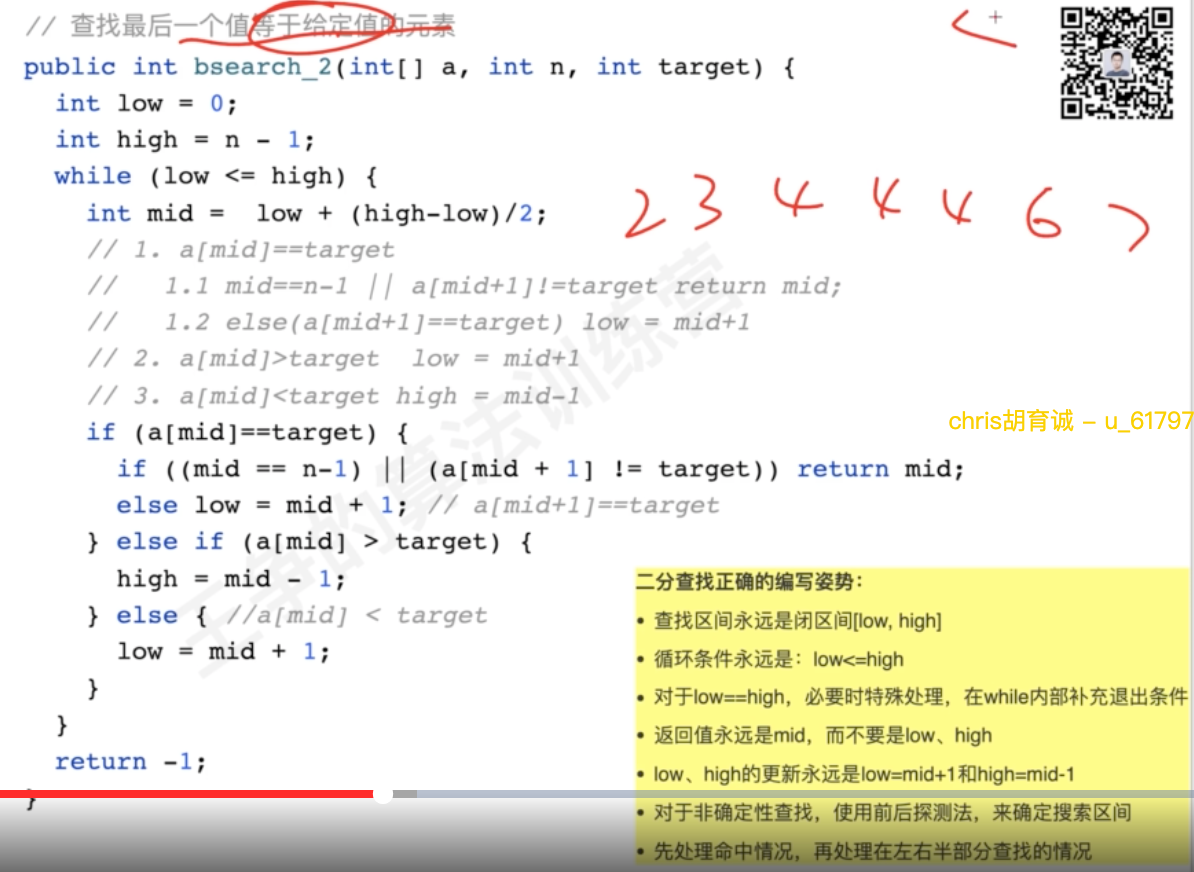 // 查找最后一个值等于给定值的元素
public int bsearch_2(int[] a, int n, int target) {
int low = 0;
int high = n - 1;
while (low <= high) {
int mid =  low + (high-low)/2;
2 3 4 4 4 6 7
// 1. a[mid]==target
//   1.1 mid==n-1 || a[mid+1]!=target return mid;
//   1.2 else(a[mid+1]==target) low = mid+1
// 2. a[mid]>target  low = mid+1
// 3. a[mid]<target high = mid-1
chris胡育诚 - u_61797
if (a[mid]==target) {
if ((mid == n-1) || (a[mid + 1] != target)) return mid;
else low = mid + 1; // a[mid+1]==target
} else if (a[mid] > target) {
high = mid - 1;
} else { //a[mid] < target
low = mid + 1;
}
}
return -1;
}
王争的算法训练营
二分查找正确的编写姿势：
• 查找区间永远是闭区间[low, high]
• 循环条件永远是：low<=high
• 对于low==high，必要时特殊处理，在while内部补充退出条件
• 返回值永远是mid，而不要是low、high
• low、high的更新永远是low=mid+1和high=mid-1
• 对于非确定性查找，使用前后探测法，来确定搜索区间
• 先处理命中情况，再处理在左右半部分查找的情况